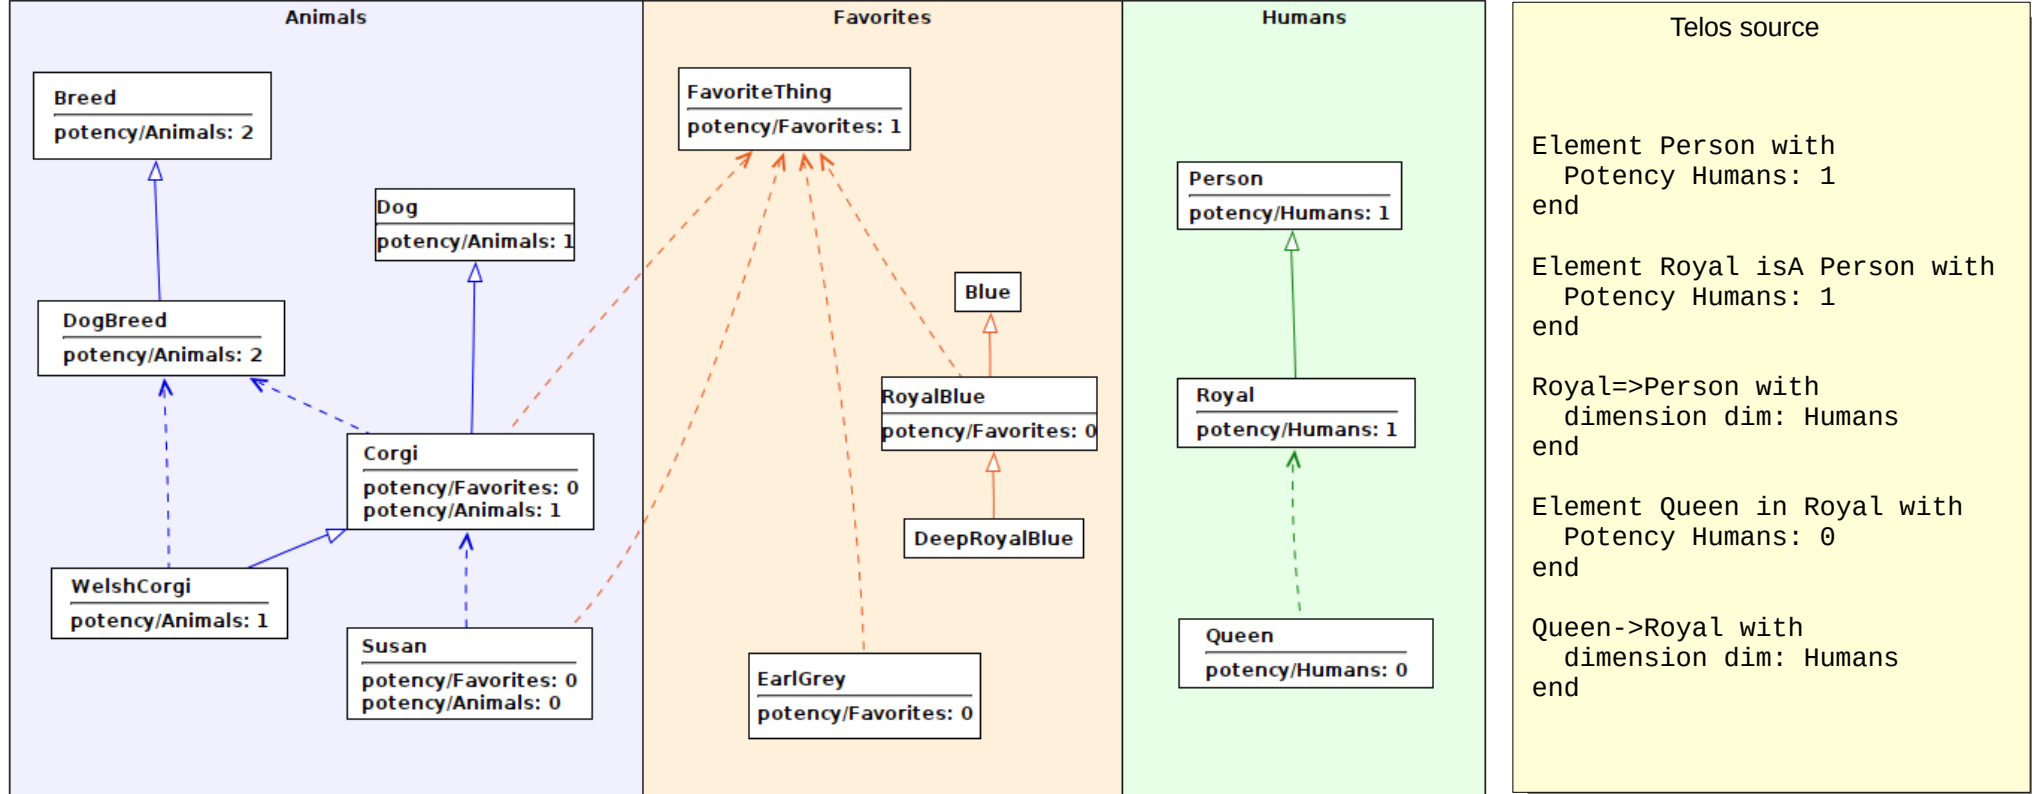 Animals
Breed
potency/Animals: 2
Dog
potency/Animals: 1
DogBreed
potency/Animals: 2
Corgi
potency/Favorites: 0
potency/Animals: 1
WelshCorgi
potency/Animals: 1
Susan
potency/Favorites: 0
potency/Animals: 0
Favorites
FavoriteThing
potency/Favorites: 1
Blue
RoyalBlue
potency/Favorites: 0
DeepRoyalBlue
EarlGrey
potency/Favorites: 0
Humans
Person
potency/Humans: 1
Royal
potency/Humans: 1
Queen
potency/Humans: 0
Telos source
Element Person with
Potency Humans: 1
end
Element Royal isA Person with
Potency Humans: 1
end
Royal=>Person with
dimension dim: Humans
end
Element Queen in Royal with
Potency Humans: 0
end
Queen->Royal with
dimension dim: Humans
end